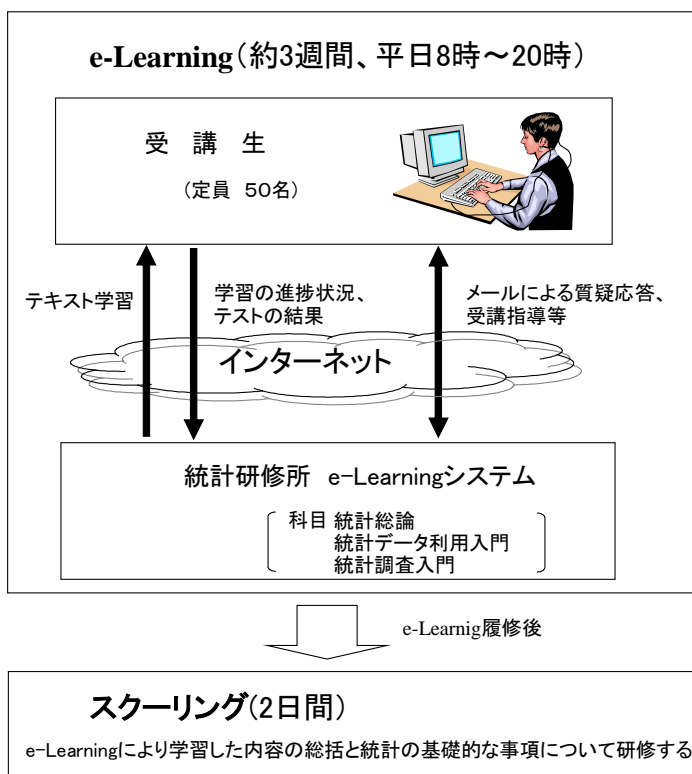 e-Learning(約3週間、平日8時～20時)
受 講 生
(定員 50名)
テキスト学習
学習の進捗状況、
テストの結果
メールによる質疑応答、
受講指導等
インターネット
統計研修所 e-Learningシステム
科目 統計総論
統計データ利用入門
統計調査入門
e-Learnig履修後
スクーリング(2日間)
e-Learningにより学習した内容の総括と統計の基礎的な事項について研修する